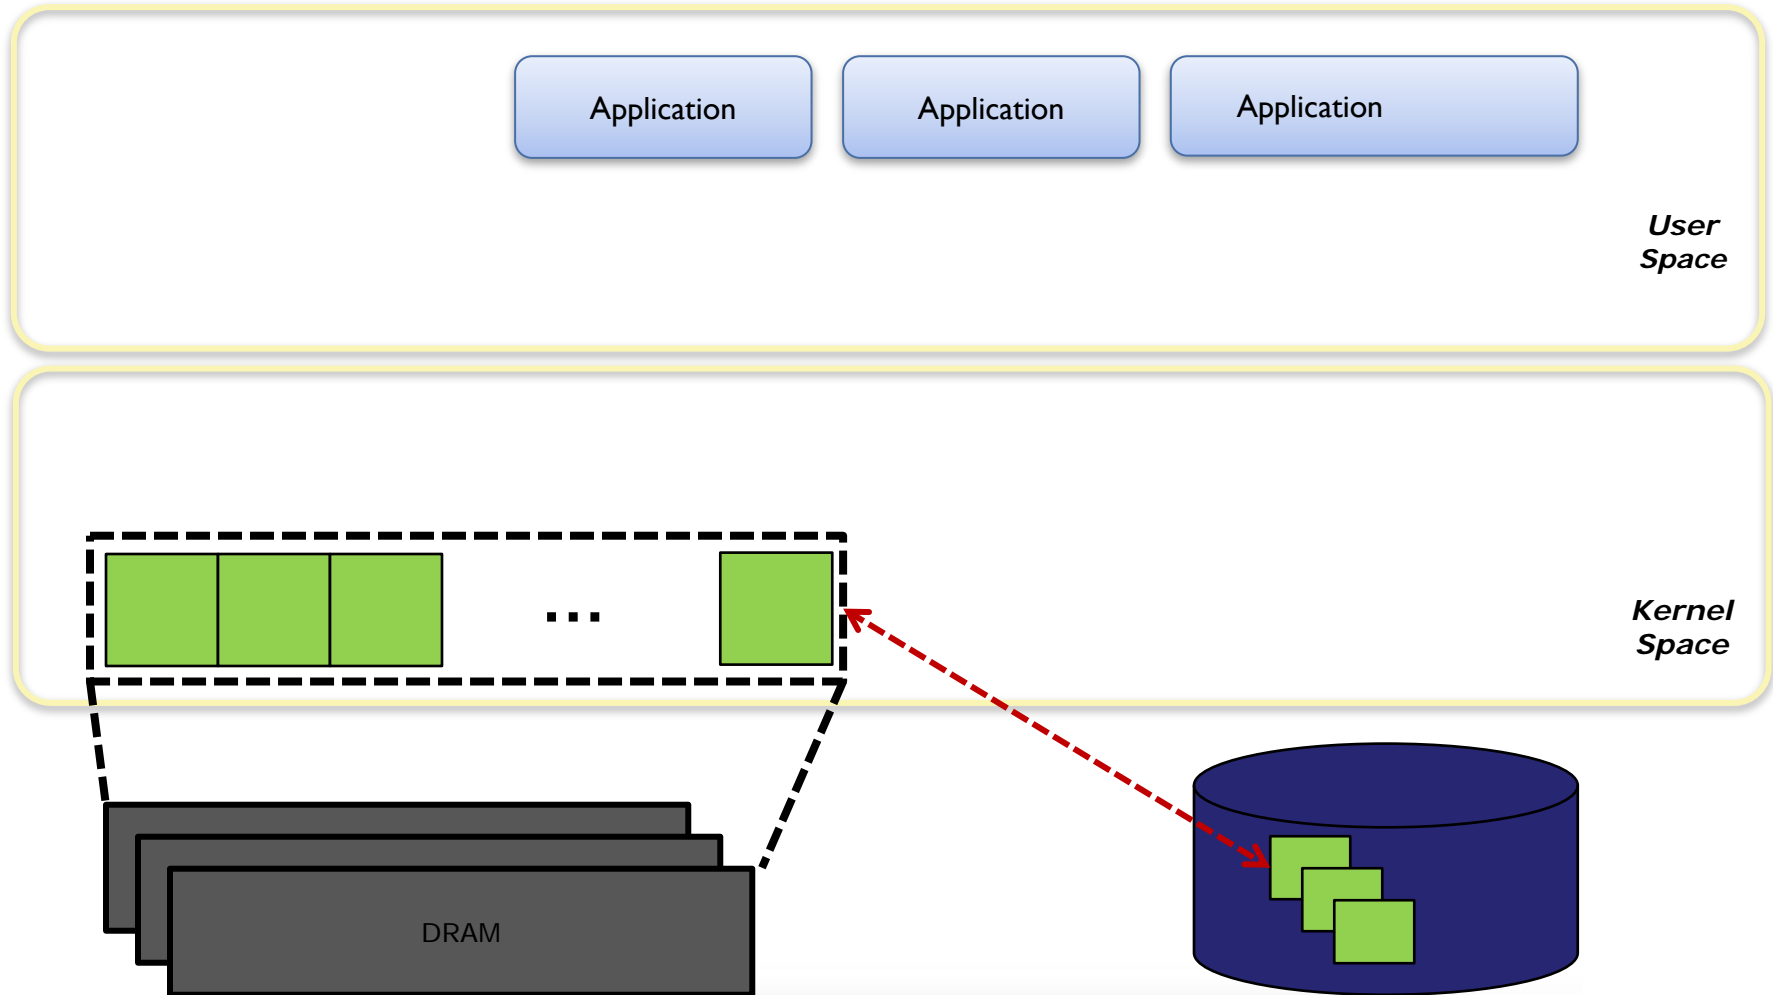 Application
Application
Application
User
Space
...
Kernel
Space
DRAM